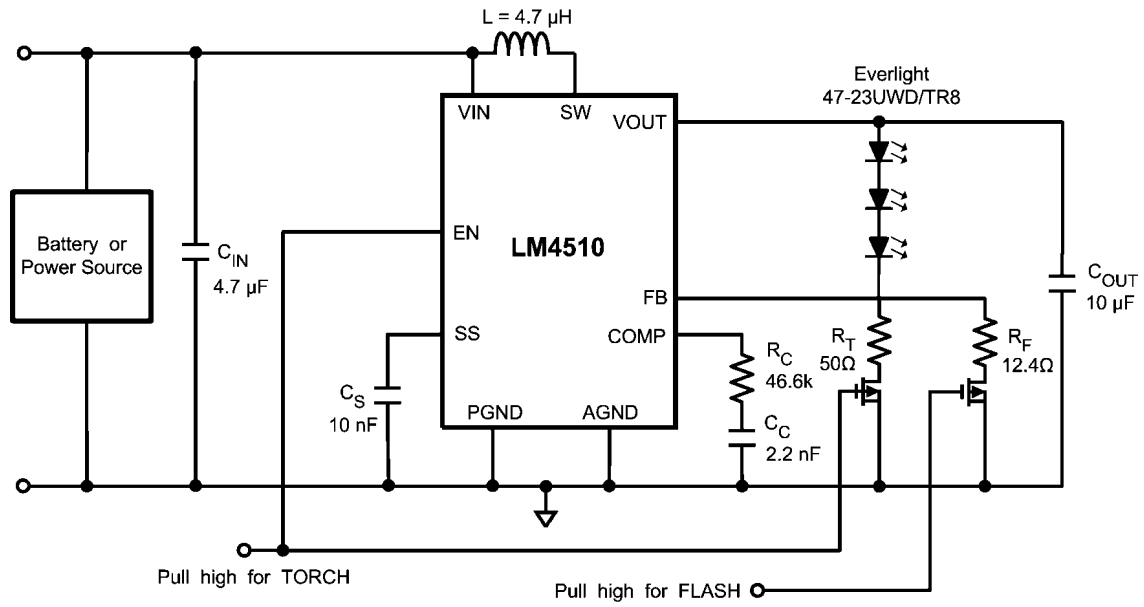 L = 4.7 µH
Everlight
47-23UWD/TR8
VIN
SW
VOUT
Battery or
Power Source
C_IN
4.7 µF
EN
LM4510
FB
C_OUT
10 µF
SS
COMP
R_C
46.6k
R_T
50Ω
R_F
12.4Ω
C_S
10 nF
PGND
AGND
C_C
2.2 nF
Pull high for TORCH
Pull high for FLASH